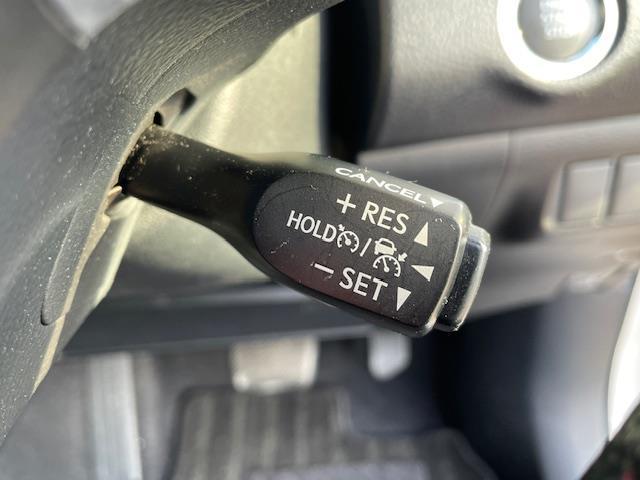 CANCEL▼
+ RES ▲
HOLD / ◀
− SET ▼